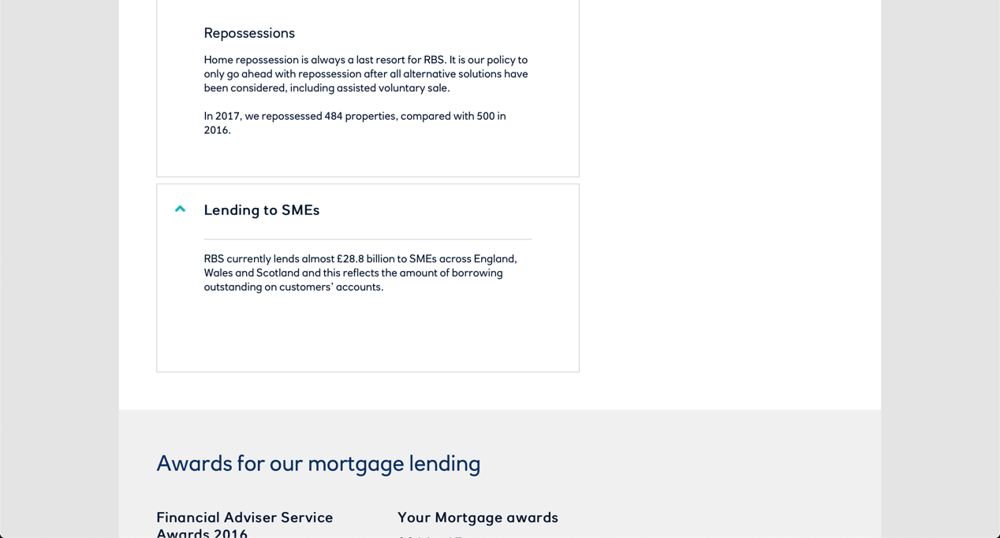 Repossessions
Home repossession is always a last resort for RBS. It is our policy to
only go ahead with repossession after all alternative solutions have
been considered, including assisted voluntary sale.
In 2017, we repossessed 484 properties, compared with 500 in
2016.
Lending to SMEs
RBS currently lends almost £28.8 billion to SMEs across England,
Wales and Scotland and this reflects the amount of borrowing
outstanding on customers’ accounts.
Awards for our mortgage lending
Financial Adviser Service
Awards 2016
Your Mortgage awards